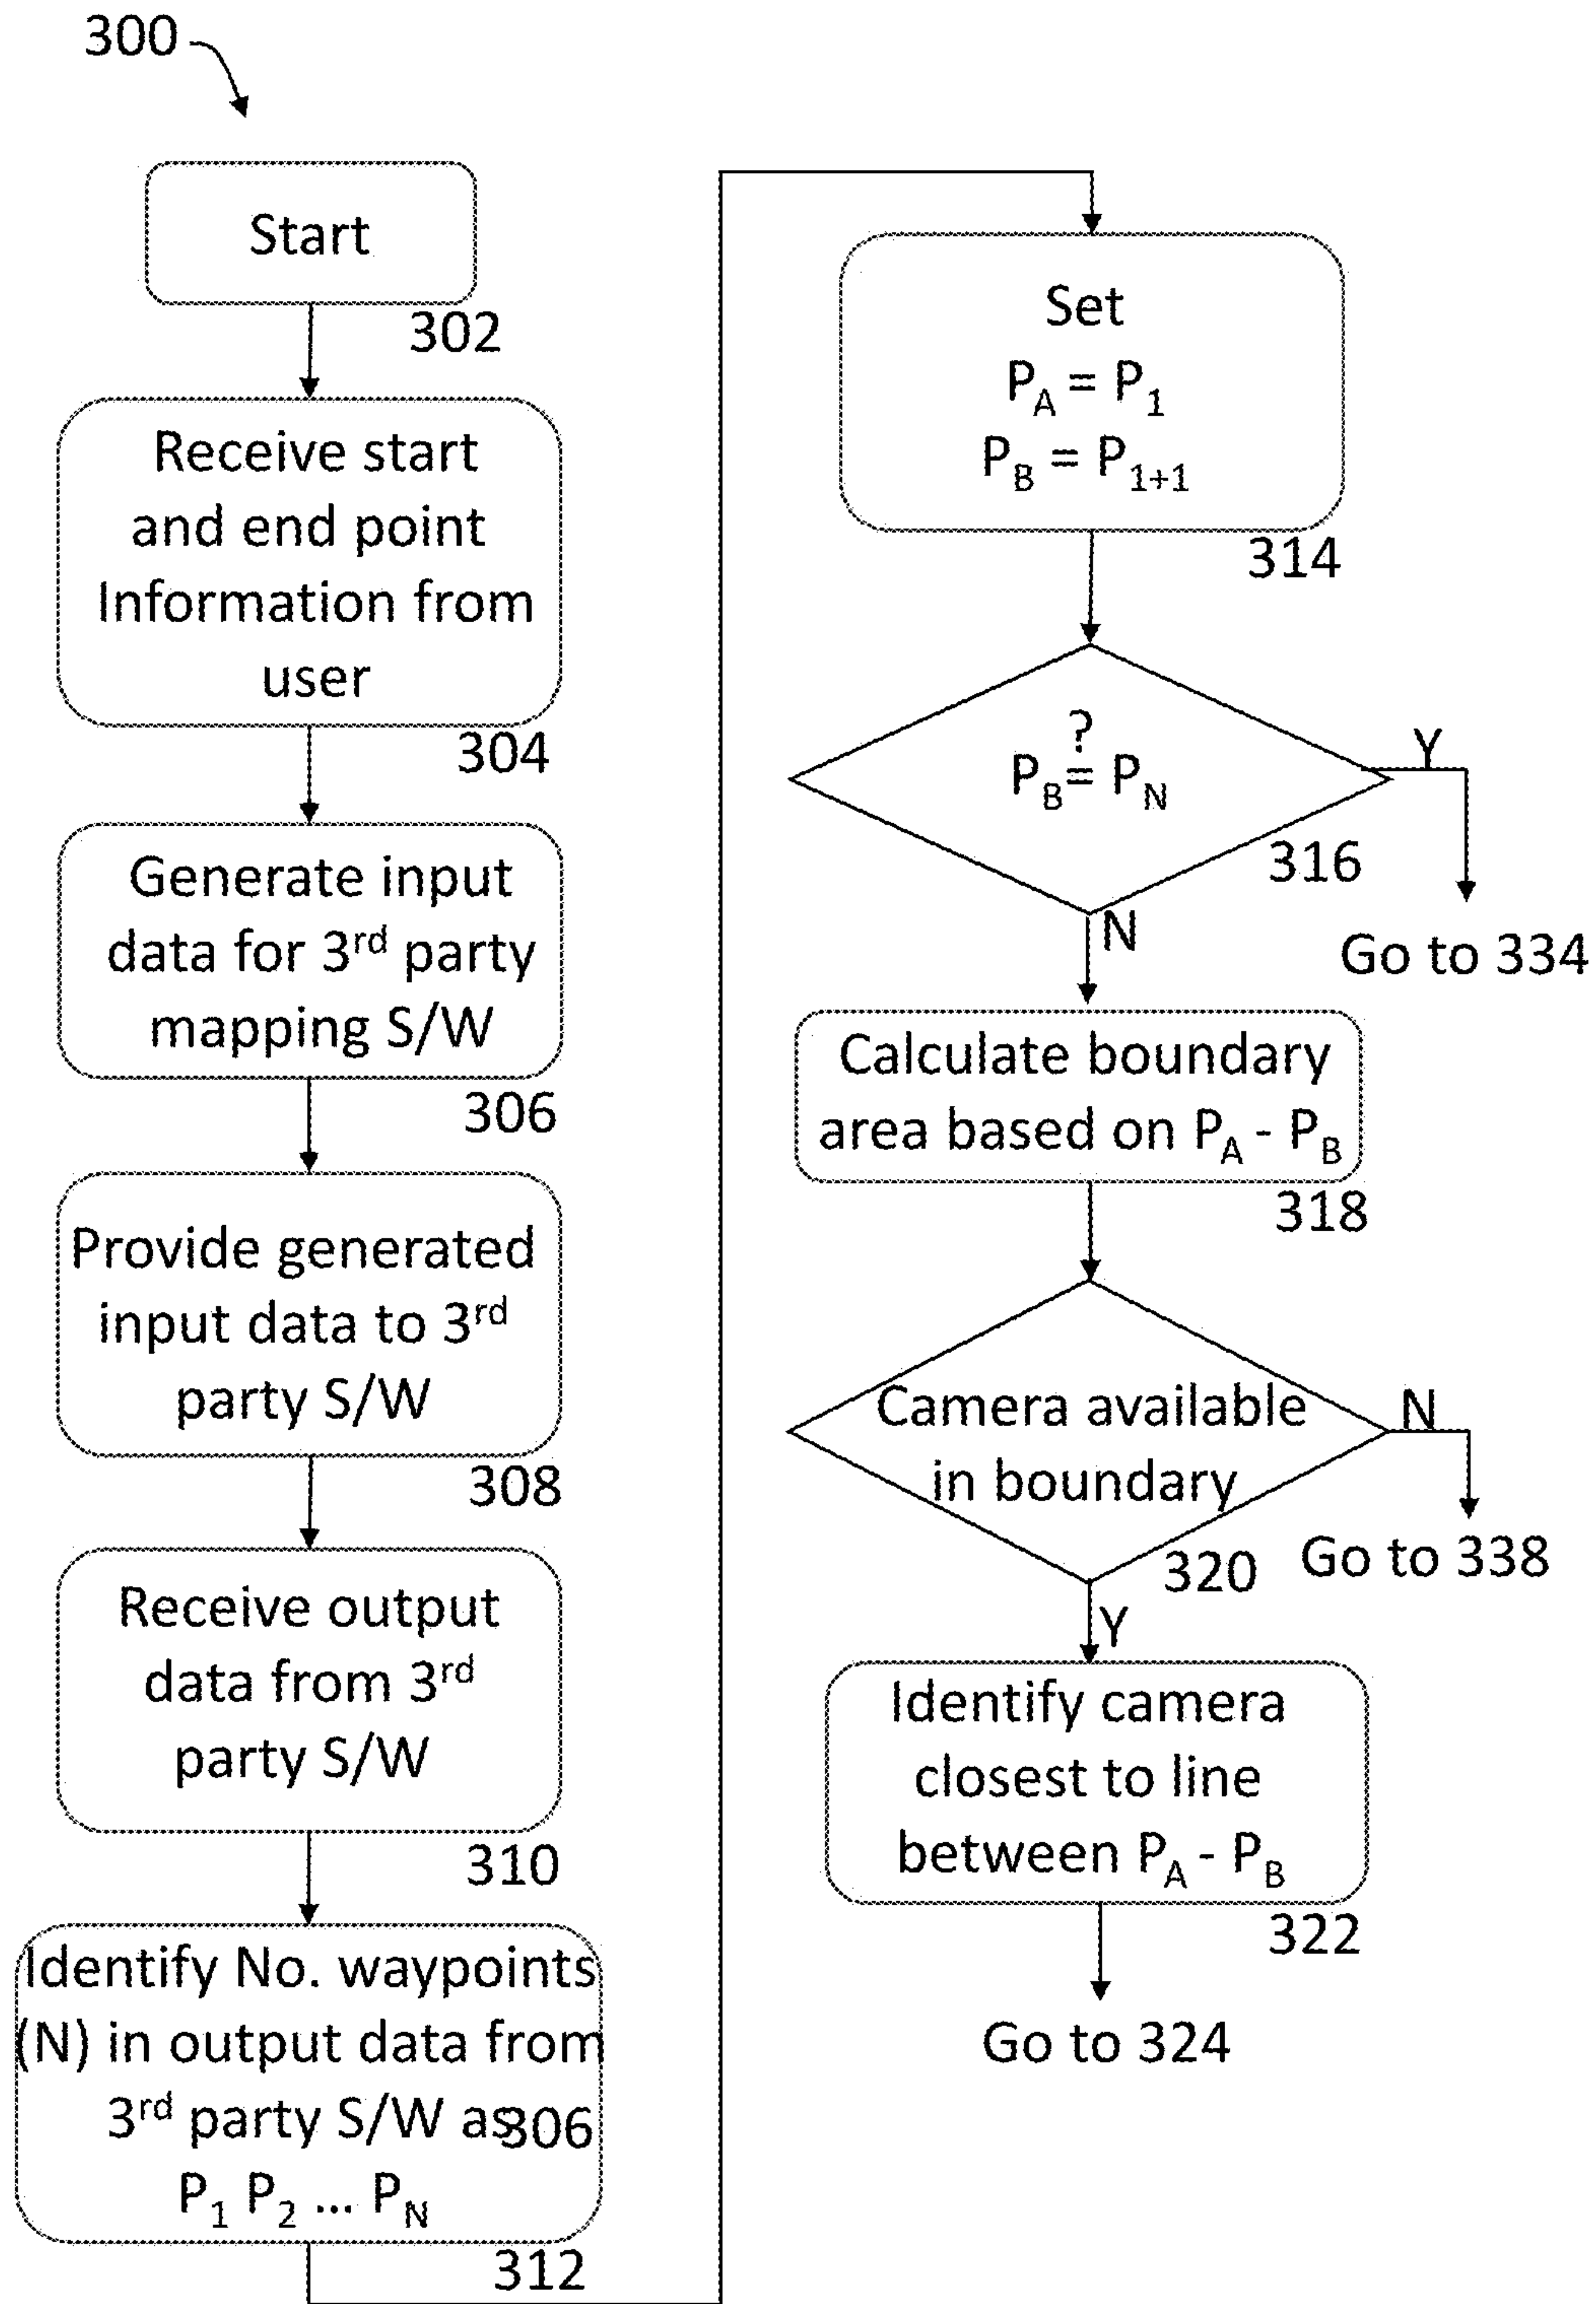 300
Start
302
Receive start
and end point
Information from
user
304
Generate input
data for 3rd party
mapping S/W
306
Provide generated
input data to 3rd
party S/W
308
Receive output
data from 3rd
party S/W
310
Identify No. waypoints
(N) in output data from
3rd party S/W as
306
P1 P2 ... PN
312
Set
PA = P1
PB = P1+1
314
?
PB = PN
Y
316
N
Go to 334
Calculate boundary
area based on PA - PB
318
Camera available
in boundary
N
320
Go to 338
Y
Identify camera
closest to line
between PA - PB
322
Go to 324